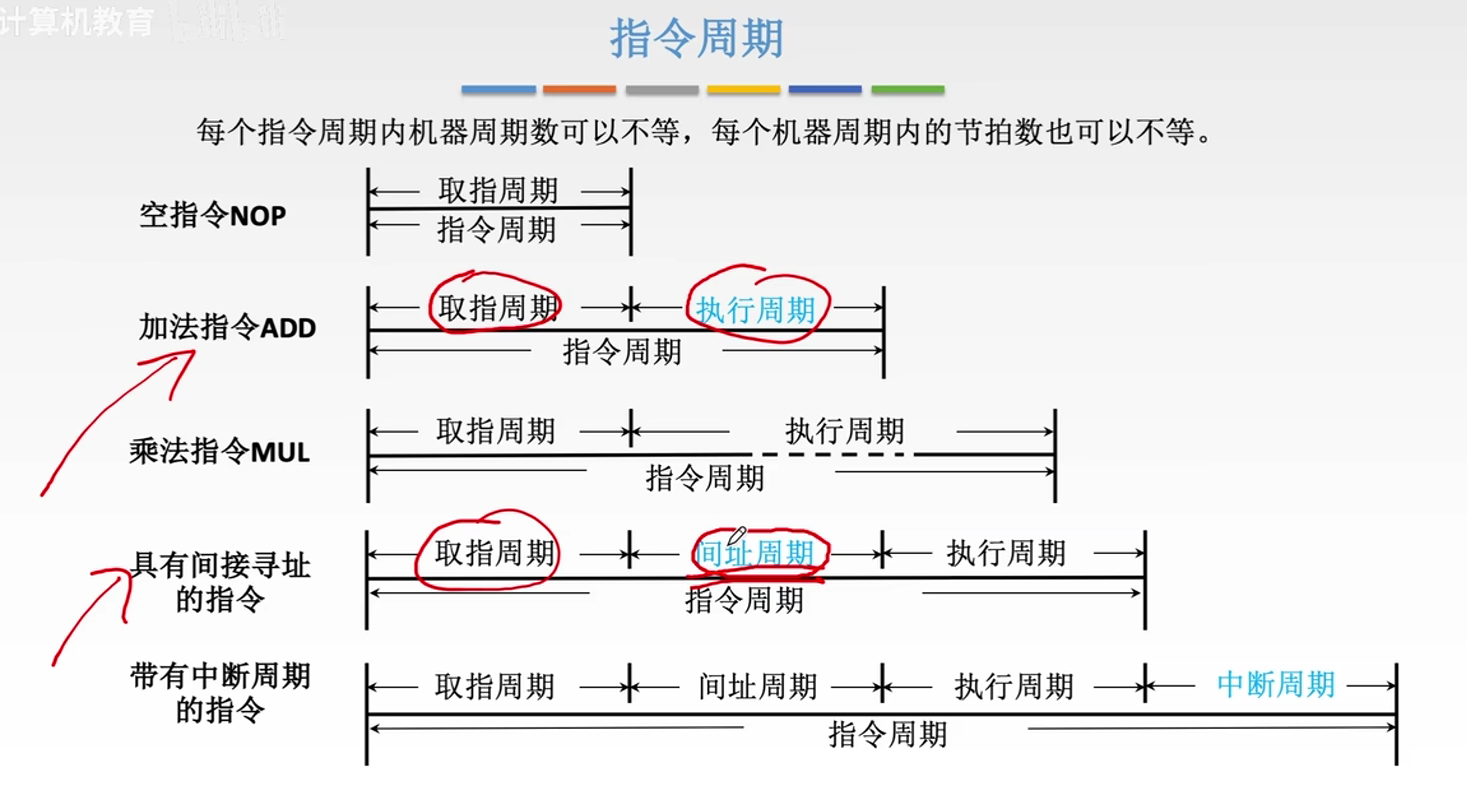 计算机教育
指令周期
每个指令周期内机器周期数可以不等，每个机器周期内的节拍数也可以不等。
空指令NOP
取指周期
指令周期
加法指令ADD
取指周期 执行周期
指令周期
乘法指令MUL
取指周期 执行周期
指令周期
具有间接寻址
的指令
取指周期 间址周期 执行周期
指令周期
带有中断周期
的指令
取指周期 间址周期 执行周期 中断周期
指令周期